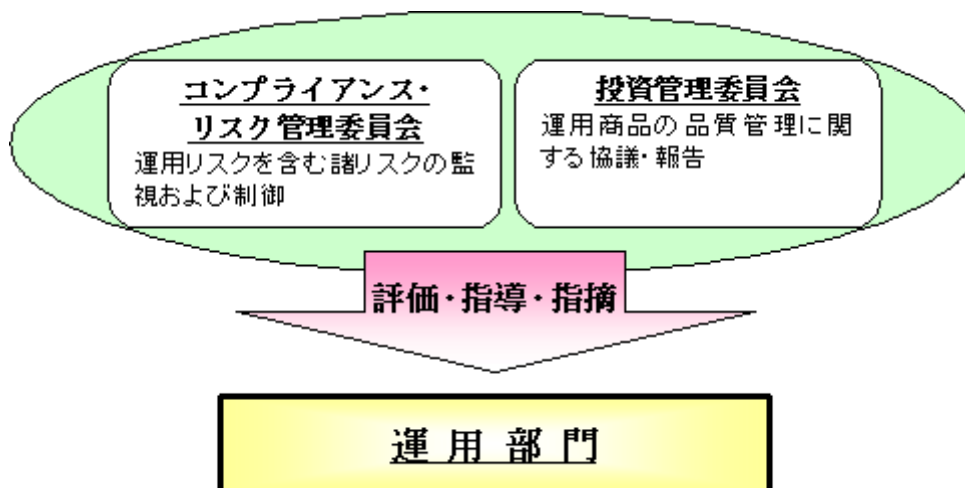 コンプライアンス・
リスク管理委員会
運用リスクを含む諸リスクの監
視および制御
投資管理委員会
運用商品の品質管理に関
する協議・報告
評価・指導・指摘
運用部門